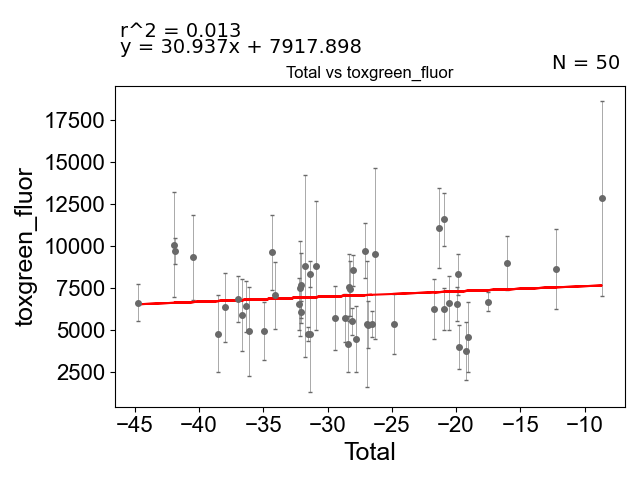 r^2 = 0.013
y = 30.937x + 7917.898
N = 50
Total vs toxgreen_fluor
17500
15000
12500
10000
7500
5000
2500
toxgreen_fluor
−45
−40
−35
−30
−25
−20
−15
−10
Total